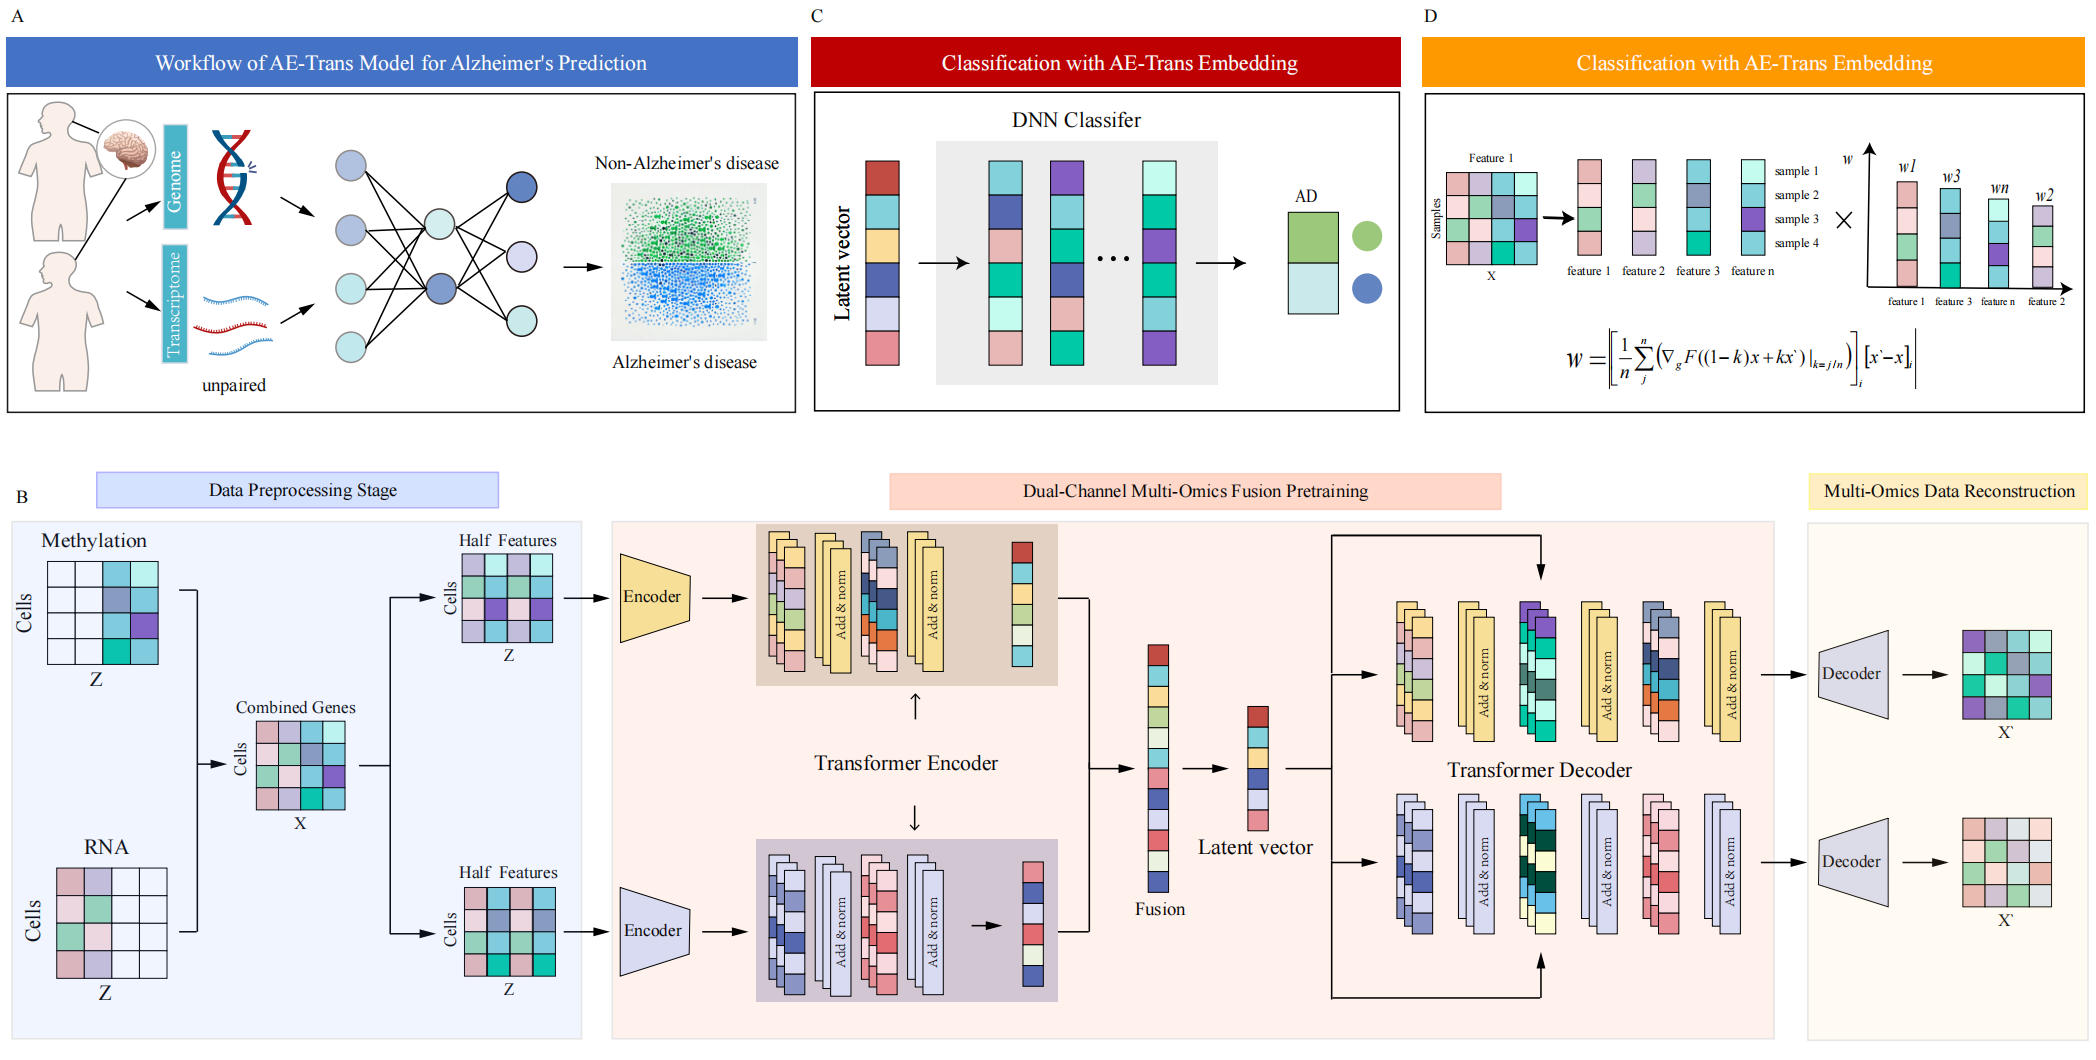 A
Workflow of AE-Trans Model for Alzheimer's Prediction
Genome
Transcriptome
unpaired
Non-Alzheimer's disease
Alzheimer's disease
C
Classification with AE-Trans Embedding
DNN Classifer
Latent vector
...
AD
D
Classification with AE-Trans Embedding
Feature 1
Samples
X
feature 1
feature 2
feature 3
feature n
sample 1
sample 2
sample 3
sample 4
×
w
w1
w3
wn
w2
feature 1
feature 3
feature n
feature 2
w = |[1/n ∑_j^n (∇_g F((1−k)x+kx`)|_{k=j/n})]_i [x`−x]_i|
B
Data Preprocessing Stage
Methylation
Cells
Z
RNA
Cells
Z
Combined Genes
Cells
X
Half Features
Cells
Z
Half Features
Cells
Z
Dual-Channel Multi-Omics Fusion Pretraining
Encoder
Add & norm
Add & norm
Transformer Encoder
Encoder
Add & norm
Add & norm
Fusion
Latent vector
Add & norm
Add & norm
Add & norm
Transformer Decoder
Add & norm
Add & norm
Add & norm
Multi-Omics Data Reconstruction
Decoder
X`
Decoder
X`